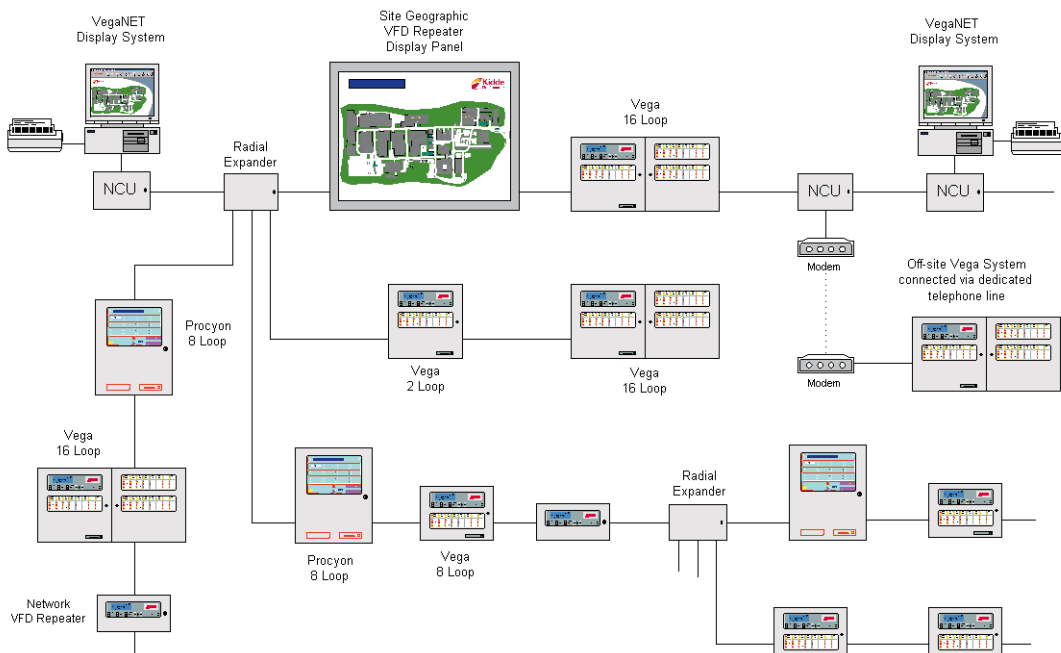 VegaNET
Display System
Site Geographic
VFD Repeater
Display Panel
VegaNET
Display System
Kidde
Vega
16 Loop
Radial
Expander
NCU
NCU
NCU
Modem
Off-site Vega System
connected via dedicated
telephone line
Procyon
8 Loop
Vega
2 Loop
Vega
16 Loop
Modem
Vega
16 Loop
Radial
Expander
Procyon
8 Loop
Vega
8 Loop
Network
VFD Repeater